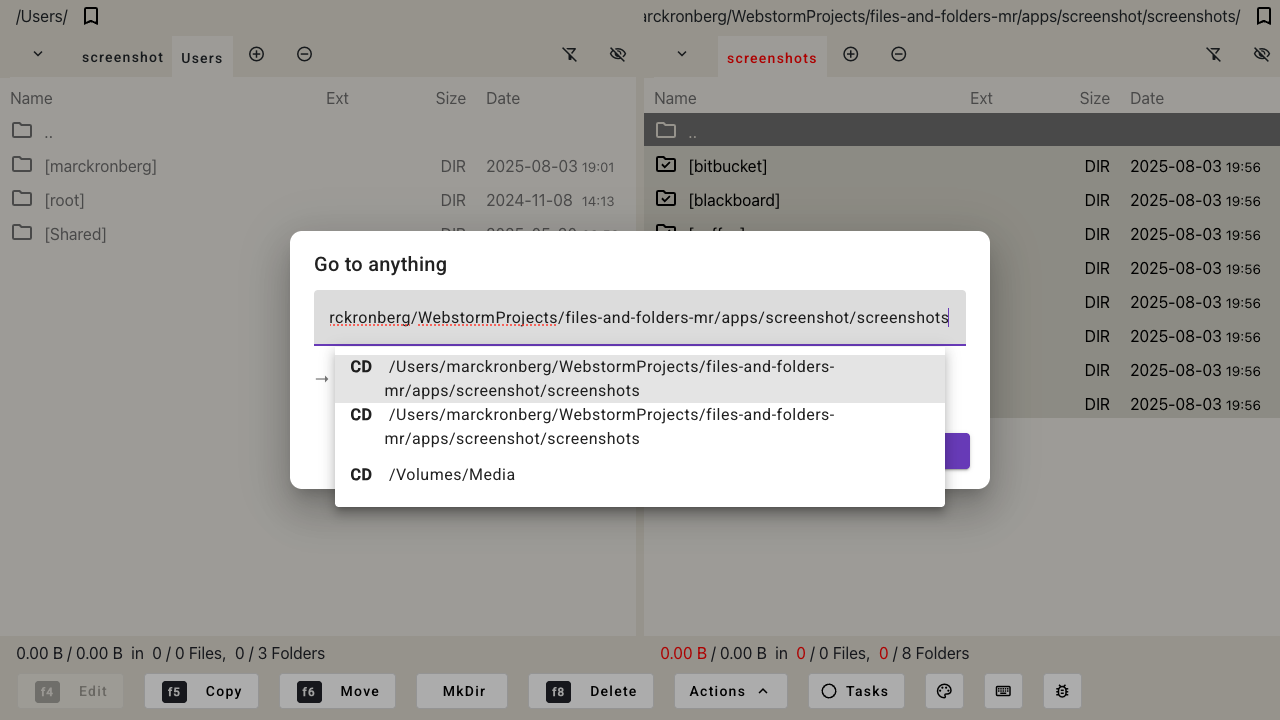 /Users/
arckronberg/WebstormProjects/files-and-folders-mr/apps/screenshot/screenshots/
screenshot Users
screenshots
Name Ext Size Date
Name Ext Size Date
..
..
[marckronberg] DIR 2025-08-03 19:01
[bitbucket] DIR 2025-08-03 19:56
[root] DIR 2024-11-08 14:13
[blackboard] DIR 2025-08-03 19:56
[Shared] DIR
DIR 2025-08-03 19:56
DIR 2025-08-03 19:56
DIR 2025-08-03 19:56
DIR 2025-08-03 19:56
DIR 2025-08-03 19:56
DIR 2025-08-03 19:56
Go to anything
rckronberg/WebstormProjects/files-and-folders-mr/apps/screenshot/screenshots
→
CD /Users/marckronberg/WebstormProjects/files-and-folders-
mr/apps/screenshot/screenshots
CD /Users/marckronberg/WebstormProjects/files-and-folders-
mr/apps/screenshot/screenshots
CD /Volumes/Media
0.00 B / 0.00 B in 0 / 0 Files, 0 / 3 Folders
0.00 B / 0.00 B in 0 / 0 Files, 0 / 8 Folders
f4 Edit f5 Copy f6 Move MkDir f8 Delete Actions Tasks